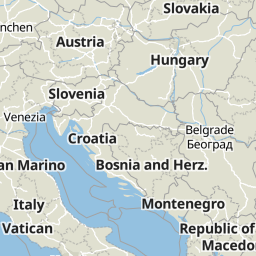 Slovakia
nchen
Austria
Hungary
Slovenia
Venezia
Belgrade
Београд
Croatia
an Marino
Bosnia and Herz.
Italy
Montenegro
Vatican
Republic of
Macedo